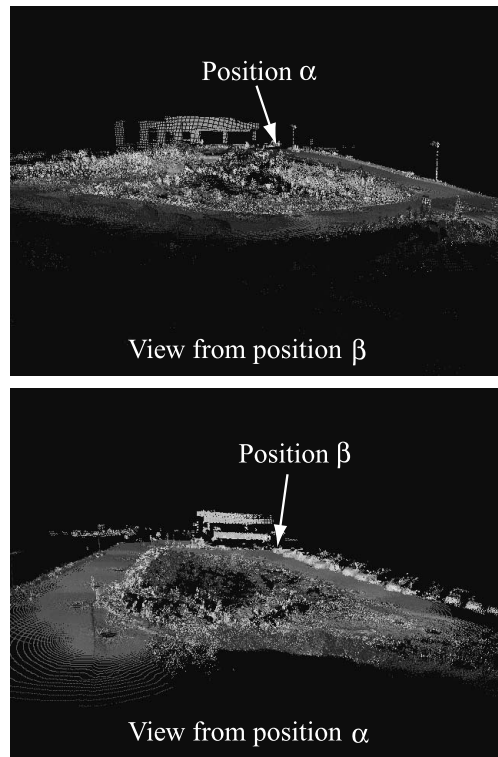 Position α
View from position β
Position β
View from position α